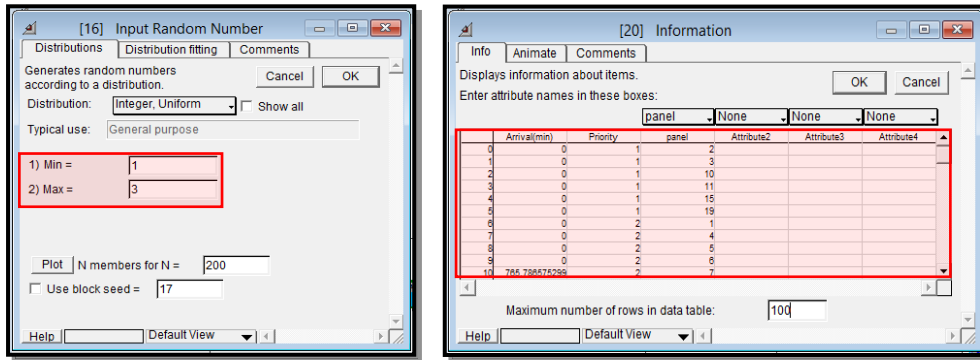 [16] Input Random Number
Distributions Distribution fitting Comments
Generates random numbers
according to a distribution.
Cancel OK
Distribution: Integer, Uniform Show all
Typical use: General purpose
1) Min = 1
2) Max = 3
Plot N members for N = 200
Use block seed = 17
Help Default View
[20] Information
Info Animate Comments
Displays information about items.
OK Cancel
Enter attribute names in these boxes:
panel None None None
Arrival(min) Priority panel Attribute2 Attribute3 Attribute4
0 0 1 2
1 0 1 3
2 0 1 10
3 0 1 11
4 0 1 15
5 0 1 19
6 0 2 1
7 0 2 4
8 0 2 5
9 0 2 6
10 765.786575299 2 7
Maximum number of rows in data table: 100
Help Default View